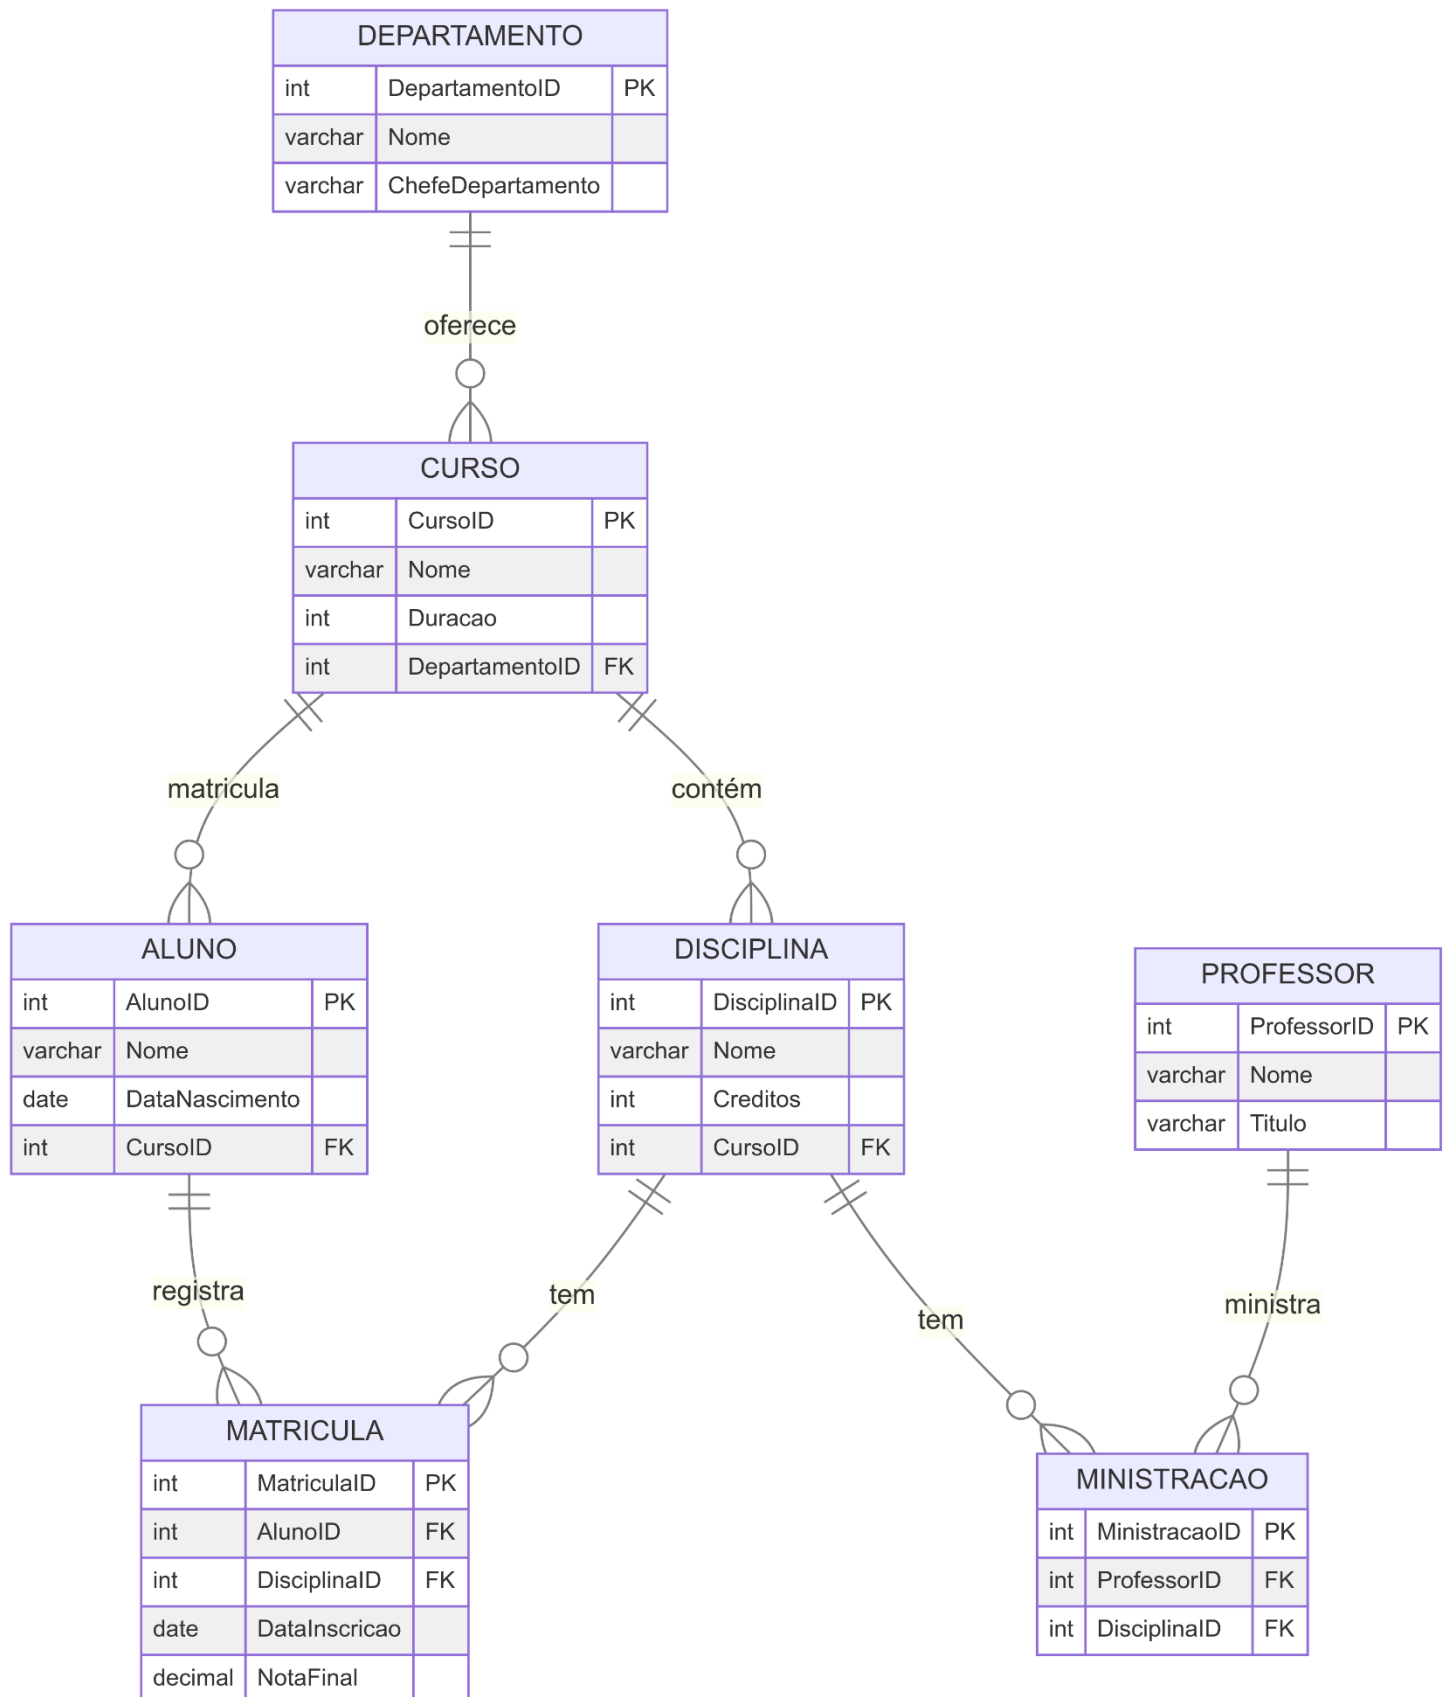 DEPARTAMENTO
int DepartamentoID PK
varchar Nome
varchar ChefeDepartamento
oferece
CURSO
int CursoID PK
varchar Nome
int Duracao
int DepartamentoID FK
matricula
contém
ALUNO
int AlunoID PK
varchar Nome
date DataNascimento
int CursoID FK
DISCIPLINA
int DisciplinaID PK
varchar Nome
int Creditos
int CursoID FK
PROFESSOR
int ProfessorID PK
varchar Nome
varchar Titulo
registra
tem
tem
ministra
MATRICULA
int MatriculaID PK
int AlunoID FK
int DisciplinaID FK
date DataInscricao
decimal NotaFinal
MINISTRACAO
int MinistracaoID PK
int ProfessorID FK
int DisciplinaID FK